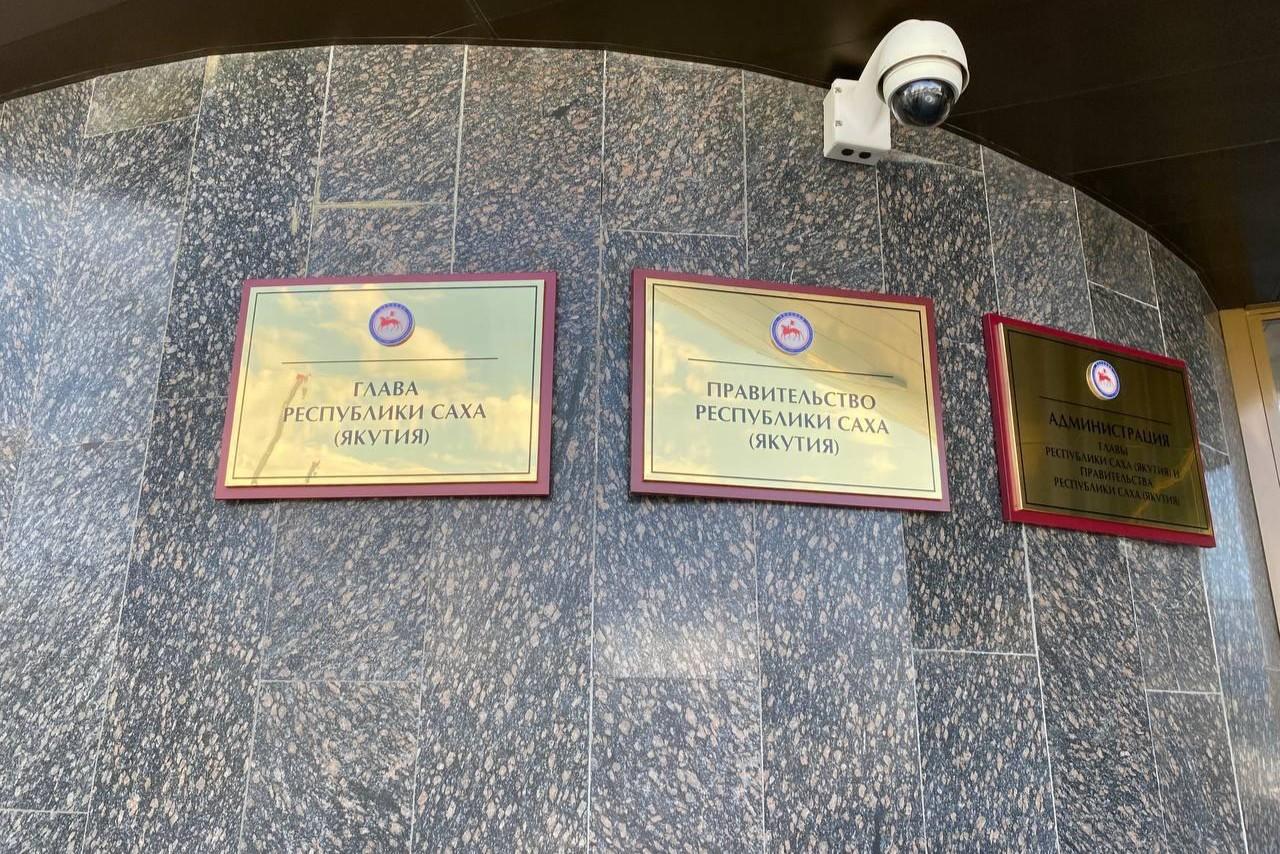 ГЛАВА
РЕСПУБЛИКИ САХА
(ЯКУТИЯ)
ПРАВИТЕЛЬСТВО
РЕСПУБЛИКИ САХА
(ЯКУТИЯ)
АДМИНИСТРАЦИЯ
ГЛАВЫ
РЕСПУБЛИКИ САХА (ЯКУТИЯ) И
ПРАВИТЕЛЬСТВА
РЕСПУБЛИКИ САХА (ЯКУТИЯ)